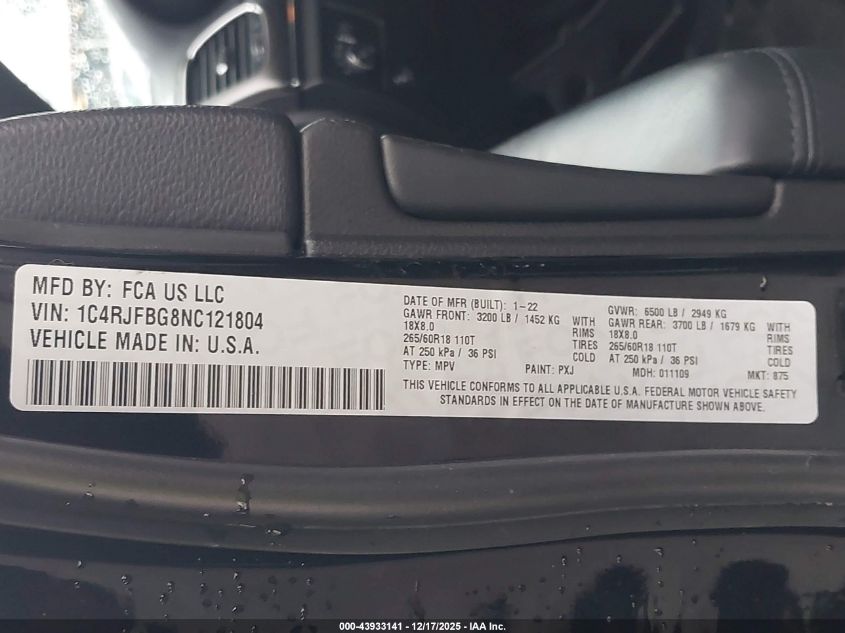 MFD BY: FCA US LLC
VIN: 1C4RJFBG8NC121804
VEHICLE MADE IN: U.S.A.
DATE OF MFR (BUILT): 1-22
GAWR FRONT: 3200 LB / 1452 KG WITH
18X8.0 RIMS
265/60R18 110T TIRES
AT 250 kPa / 36 PSI COLD
TYPE: MPV PAINT: PXJ
GVWR: 6500 LB / 2949 KG
GAWR REAR: 3700 LB / 1679 KG WITH
18X8.0 RIMS
265/60R18 110T TIRES
AT 250 kPa / 36 PSI COLD
MDH: 011109 MKT: 875
THIS VEHICLE CONFORMS TO ALL APPLICABLE U.S.A. FEDERAL MOTOR VEHICLE SAFETY
STANDARDS IN EFFECT ON THE DATE OF MANUFACTURE SHOWN ABOVE.
000-43933141 - 12/17/2025 - IAA Inc.